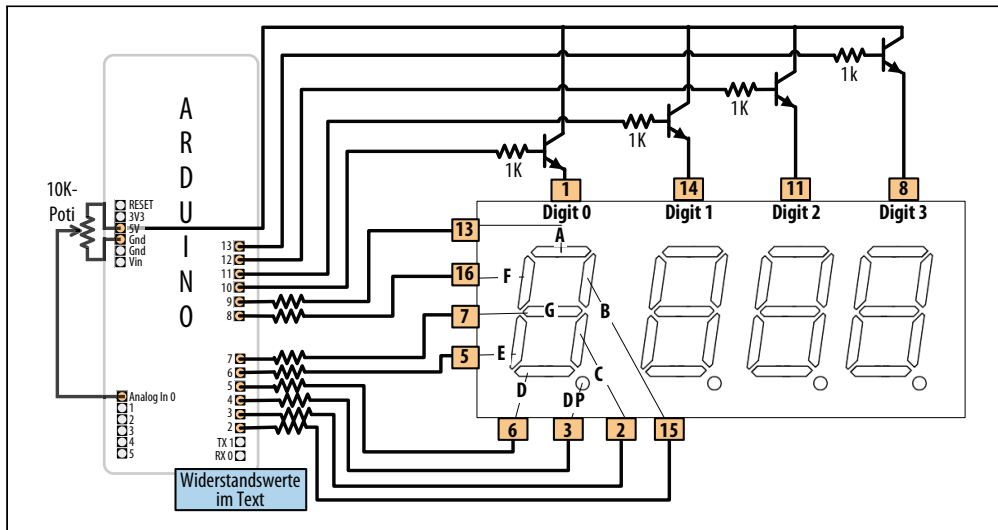 ARDUINO
10K-
Poti
RESET
3V3
5V
Gnd
Gnd
Vin
13
12
11
10
9
8
7
6
5
4
3
2
TX 1
RX 0
Analog In 0
1
2
3
4
5
Widerstandswerte
im Text
1K
1K
1K
1k
1
14
11
8
Digit 0
Digit 1
Digit 2
Digit 3
13
16
7
5
A
F
B
G
E
C
D
DP
6
3
2
15